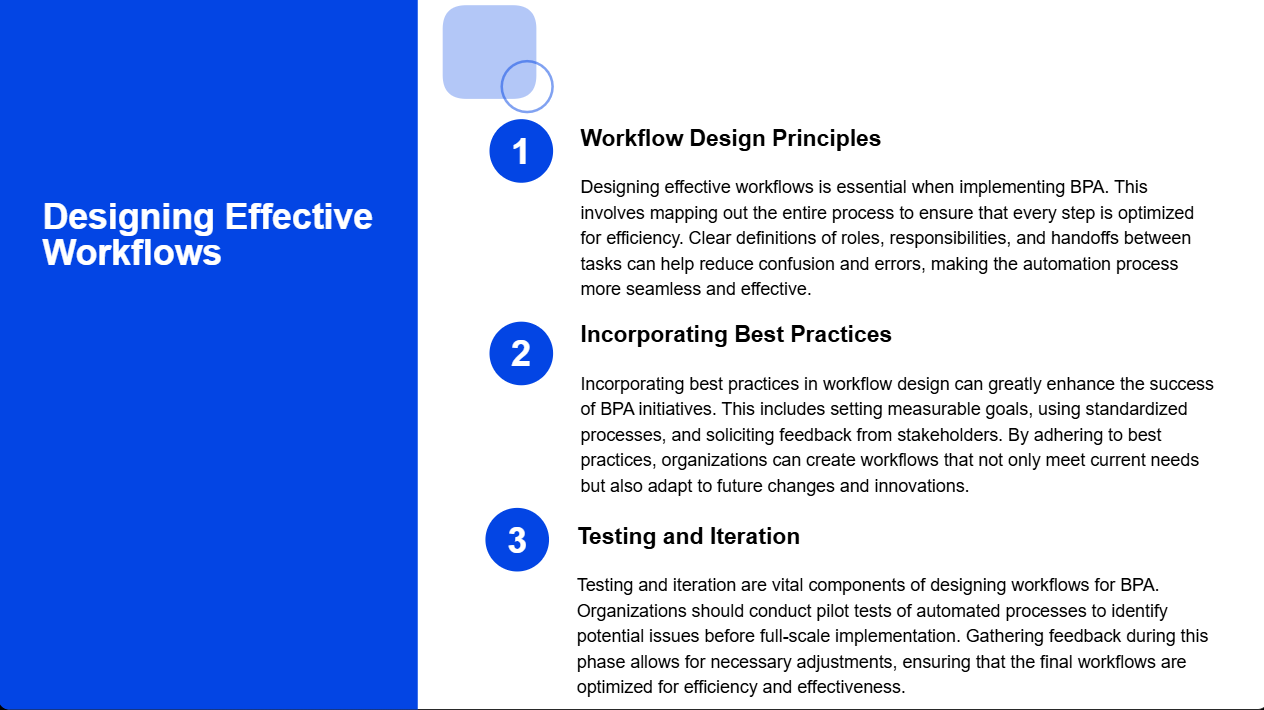 Designing Effective
Workflows
1
Workflow Design Principles
Designing effective workflows is essential when implementing BPA. This
involves mapping out the entire process to ensure that every step is optimized
for efficiency. Clear definitions of roles, responsibilities, and handoffs between
tasks can help reduce confusion and errors, making the automation process
more seamless and effective.
2
Incorporating Best Practices
Incorporating best practices in workflow design can greatly enhance the success
of BPA initiatives. This includes setting measurable goals, using standardized
processes, and soliciting feedback from stakeholders. By adhering to best
practices, organizations can create workflows that not only meet current needs
but also adapt to future changes and innovations.
3
Testing and Iteration
Testing and iteration are vital components of designing workflows for BPA.
Organizations should conduct pilot tests of automated processes to identify
potential issues before full-scale implementation. Gathering feedback during this
phase allows for necessary adjustments, ensuring that the final workflows are
optimized for efficiency and effectiveness.